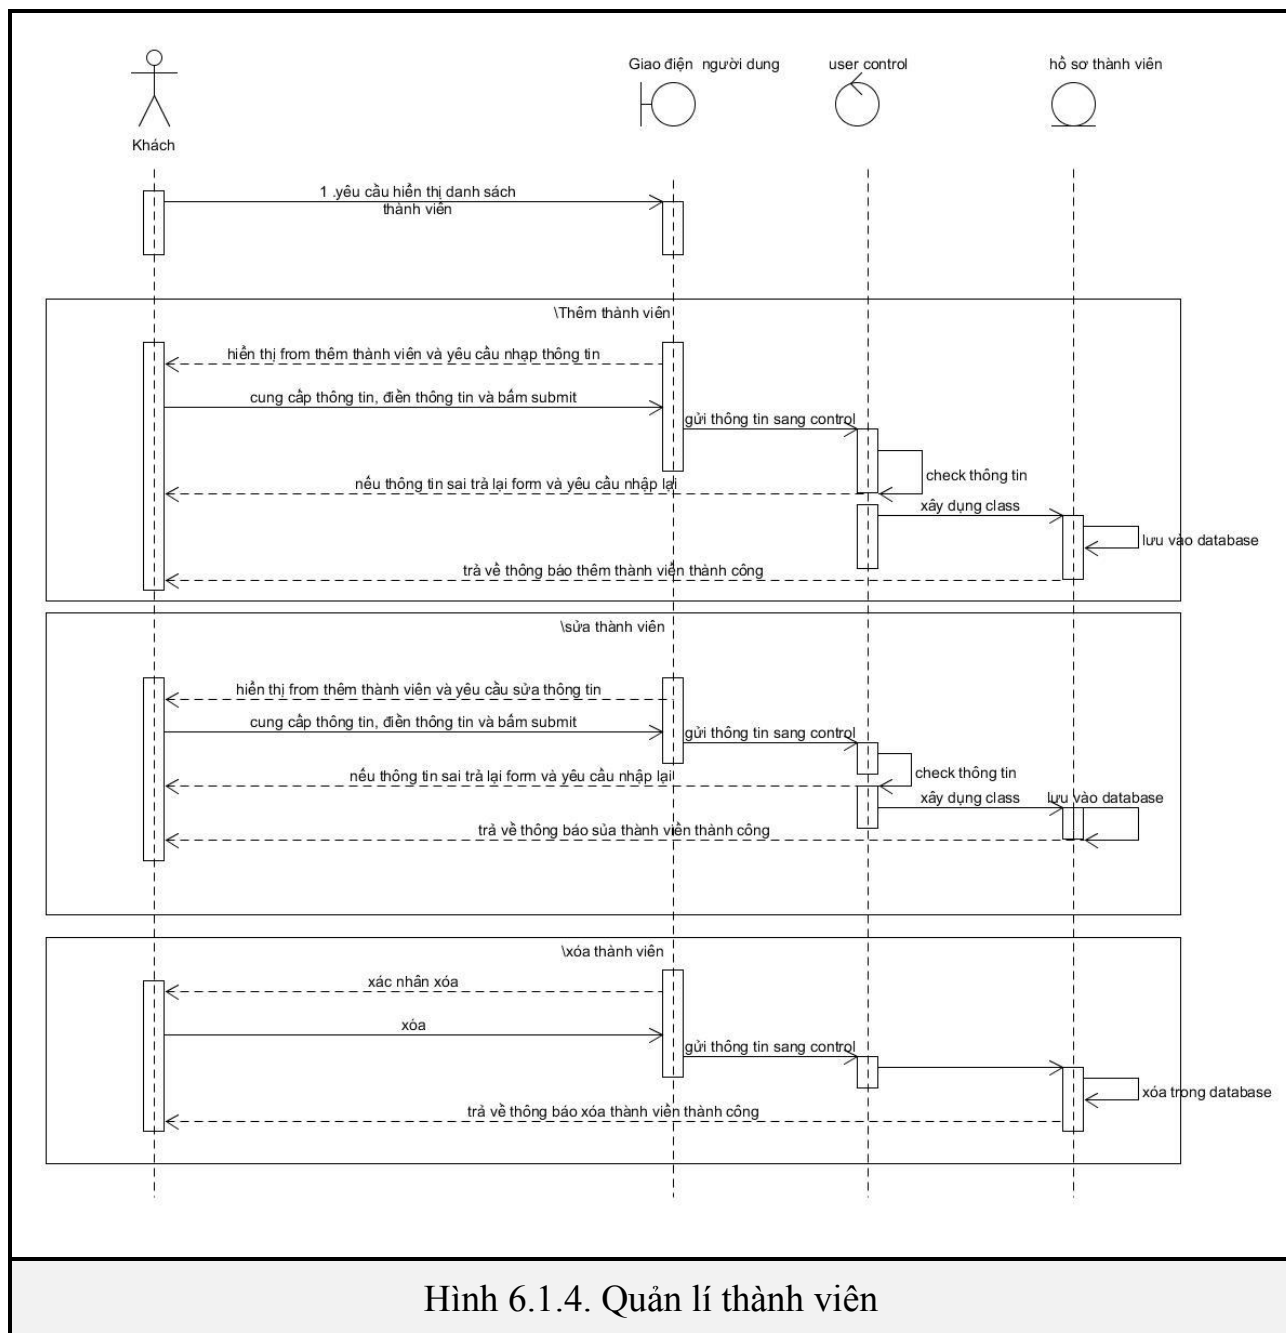 Giao điện người dung
user control
hồ sơ thành viên
Khách
1 .yêu cầu hiển thị danh sách
thành viên
\Thêm thành viên
hiển thị from thêm thành viên và yêu cầu nhạp thông tin
cung cấp thông tin, điền thông tin và bấm submit
gửi thông tin sang control
check thông tin
nếu thông tin sai trả lại form và yêu cầu nhập lại
xây dụng class
lưu vào database
trả về thông báo thêm thành viên thành công
\sửa thành viên
hiển thị from thêm thành viên và yêu cầu sửa thông tin
cung cấp thông tin, điền thông tin và bấm submit
gửi thông tin sang control
check thông tin
nếu thông tin sai trả lại form và yêu cầu nhập lại
xây dụng class
lưu vào database
trả về thông báo sủa thành viên thành công
\xóa thành viên
xác nhân xóa
xóa
gửi thông tin sang control
xóa trong database
trả về thông báo xóa thành viên thành công
Hình 6.1.4. Quản lí thành viên